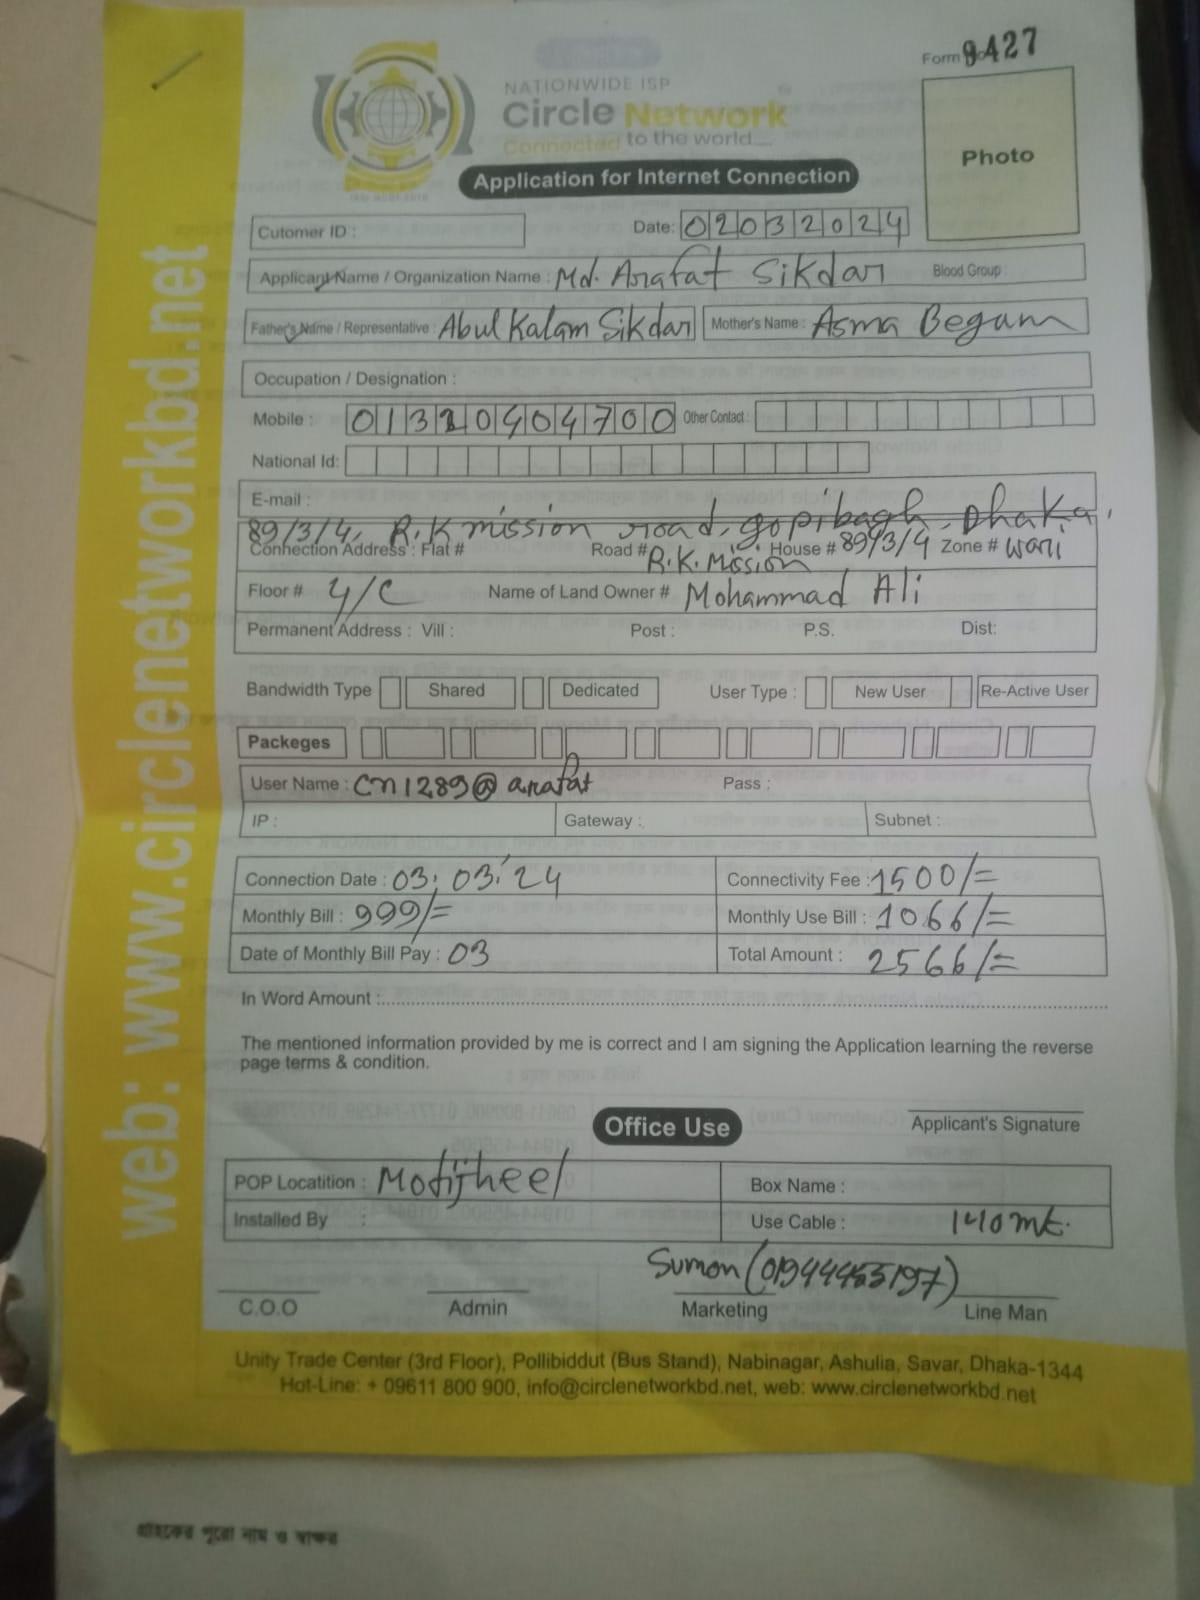 Form No 9427
NATIONWIDE ISP
Circle Network
Connected to the world
Photo
Application for Internet Connection
Cutomer ID :
Date: 02032024
Applicant Name / Organization Name : Md. Arafat Sikdar Blood Group :
Father's Name / Representative : Abul Kalam Sikdar Mother's Name : Asma Begum
Occupation / Designation :
Mobile : 01320404700 Other Contact :
National Id:
E-mail :
89/3/4, R.K mission road, gopibagh, Dhaka,
Connection Address : Flat # Road # R.K. Mission House # 89/3/4 Zone # wari
Floor # 4/C Name of Land Owner # Mohammad Ali
Permanent Address : Vill : Post : P.S. Dist:
Bandwidth Type Shared Dedicated User Type : New User Re-Active User
Packeges
User Name : cn1289@arafat Pass :
IP : Gateway : Subnet :
Connection Date : 03.03.'24 Connectivity Fee : 1500/=
Monthly Bill : 999/= Monthly Use Bill : 1066/=
Date of Monthly Bill Pay : 03 Total Amount : 2566/=
In Word Amount :
The mentioned information provided by me is correct and I am signing the Application learning the reverse
page terms & condition.
Applicant's Signature
Office Use
POP Locatition : Motijheel Box Name :
Installed By : Use Cable : 140 mt.
Sumon (01944455197)
C.O.O Admin Marketing Line Man
Unity Trade Center (3rd Floor), Pollibiddut (Bus Stand), Nabinagar, Ashulia, Savar, Dhaka-1344
Hot-Line: + 09611 800 900, info@circlenetworkbd.net, web: www.circlenetworkbd.net
web: www.circlenetworkbd.net
গ্রাহকের পুরো নাম ও স্বাক্ষর